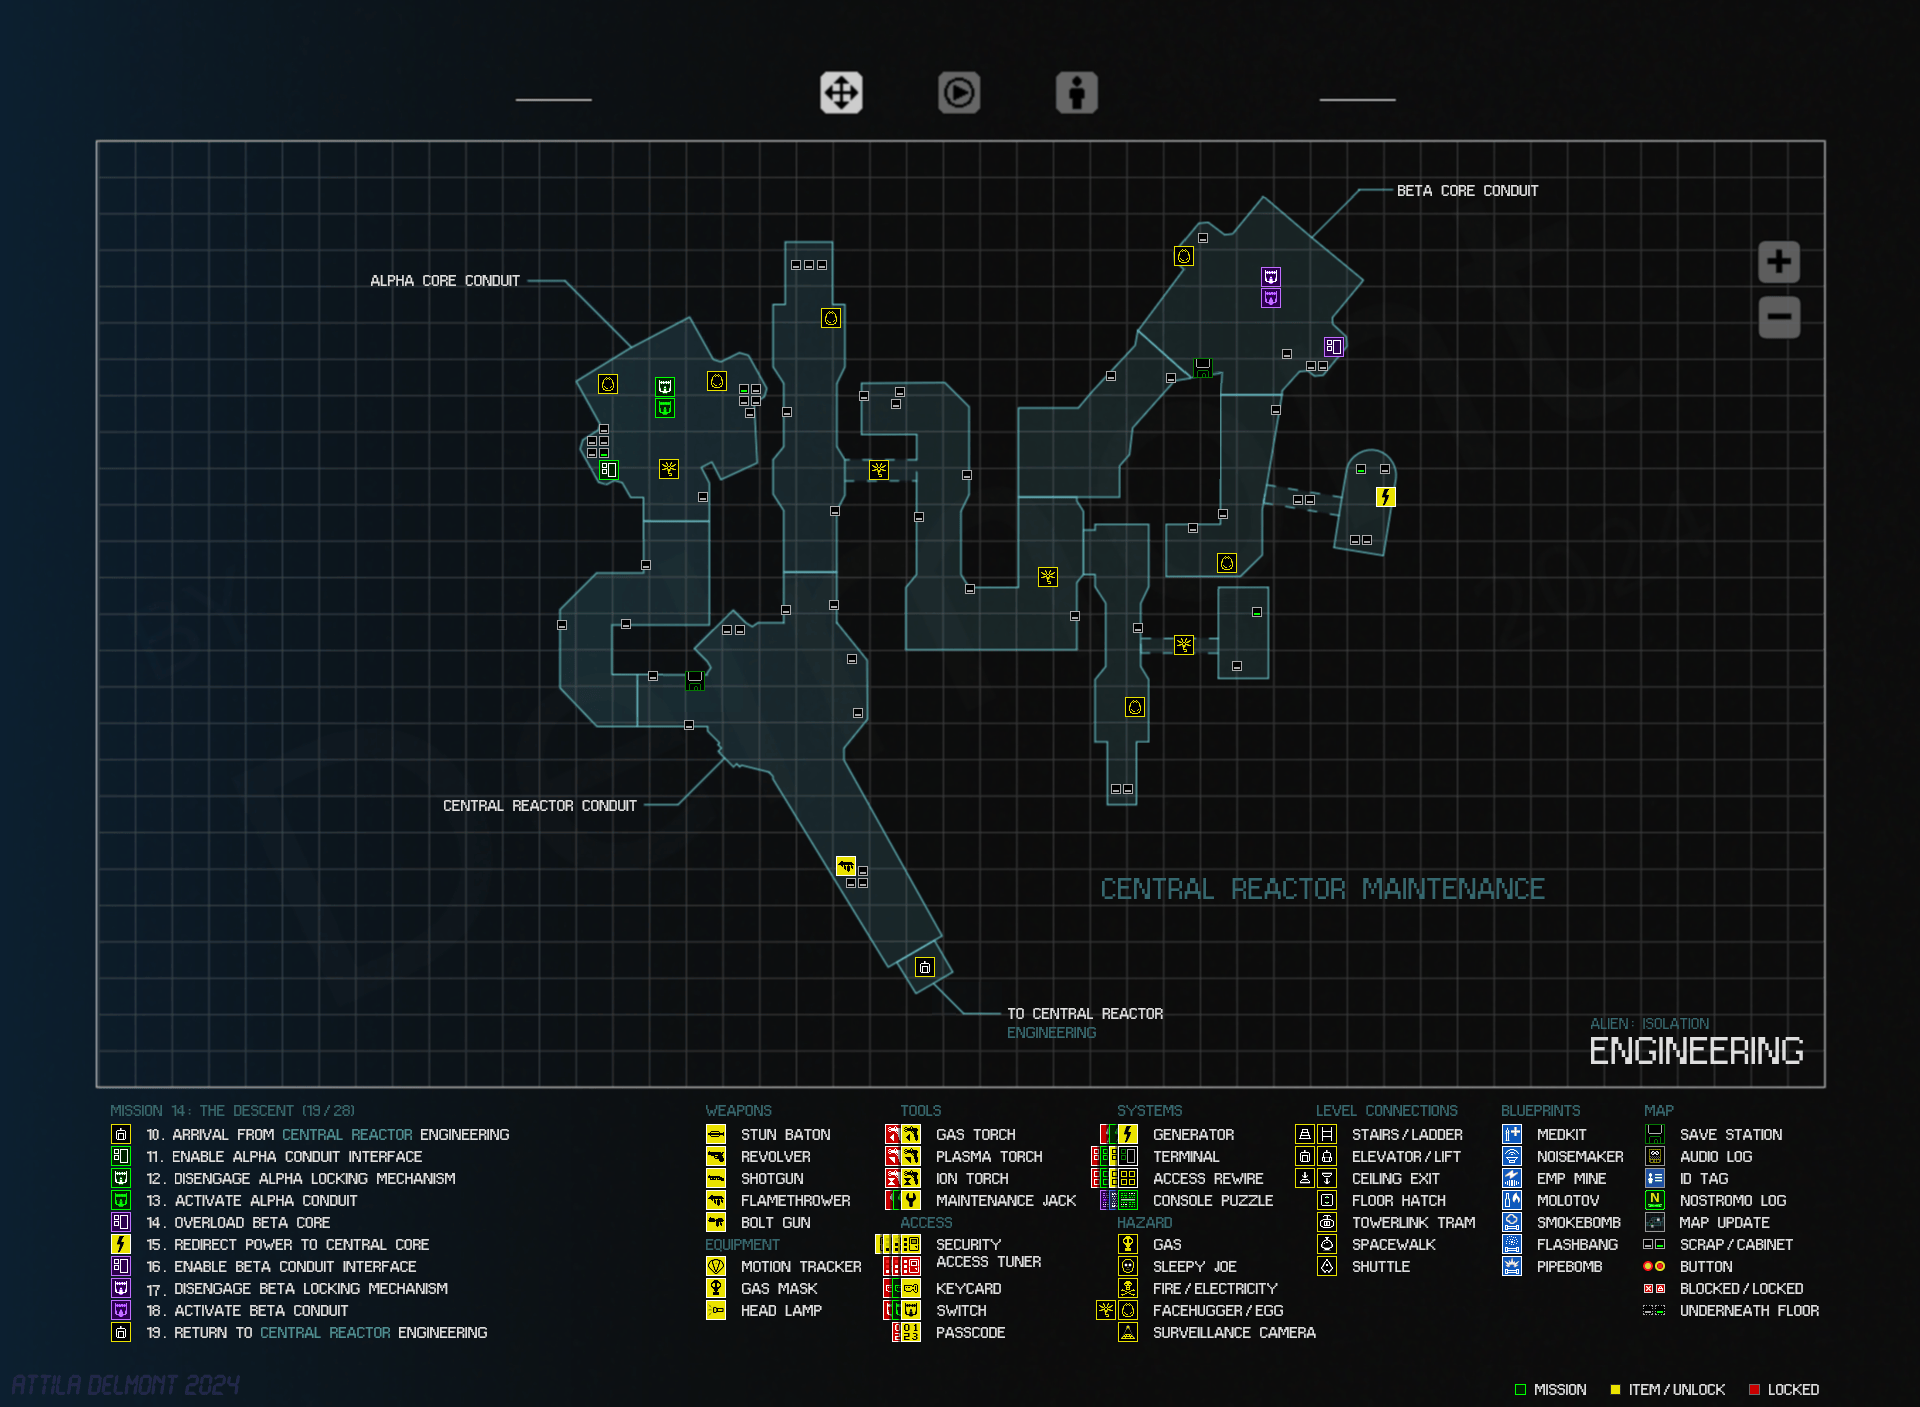 BETA CORE CONDUIT
ALPHA CORE CONDUIT
CENTRAL REACTOR CONDUIT
CENTRAL REACTOR MAINTENANCE
TO CENTRAL REACTOR
ENGINEERING
ALIEN: ISOLATION
ENGINEERING
MISSION 14: THE DESCENT (19/28)
10. ARRIVAL FROM CENTRAL REACTOR ENGINEERING
11. ENABLE ALPHA CONDUIT INTERFACE
12. DISENGAGE ALPHA LOCKING MECHANISM
13. ACTIVATE ALPHA CONDUIT
14. OVERLOAD BETA CORE
15. REDIRECT POWER TO CENTRAL CORE
16. ENABLE BETA CONDUIT INTERFACE
17. DISENGAGE BETA LOCKING MECHANISM
18. ACTIVATE BETA CONDUIT
19. RETURN TO CENTRAL REACTOR ENGINEERING
WEAPONS
STUN BATON
REVOLVER
SHOTGUN
FLAMETHROWER
BOLT GUN
EQUIPMENT
MOTION TRACKER
GAS MASK
HEAD LAMP
TOOLS
GAS TORCH
PLASMA TORCH
ION TORCH
MAINTENANCE JACK
ACCESS
SECURITY
ACCESS TUNER
KEYCARD
SWITCH
PASSCODE
SYSTEMS
GENERATOR
TERMINAL
ACCESS REWIRE
CONSOLE PUZZLE
HAZARD
GAS
SLEEPY JOE
FIRE/ELECTRICITY
FACEHUGGER/EGG
SURVEILLANCE CAMERA
LEVEL CONNECTIONS
STAIRS/LADDER
ELEVATOR/LIFT
CEILING EXIT
FLOOR HATCH
TOWERLINK TRAM
SPACEWALK
SHUTTLE
BLUEPRINTS
MEDKIT
NOISEMAKER
EMP MINE
MOLOTOV
SMOKEBOMB
FLASHBANG
PIPEBOMB
MAP
SAVE STATION
AUDIO LOG
ID TAG
NOSTROMO LOG
MAP UPDATE
SCRAP/CABINET
BUTTON
BLOCKED/LOCKED
UNDERNEATH FLOOR
ATTILA DELMONT 2024
MISSION
ITEM/UNLOCK
LOCKED